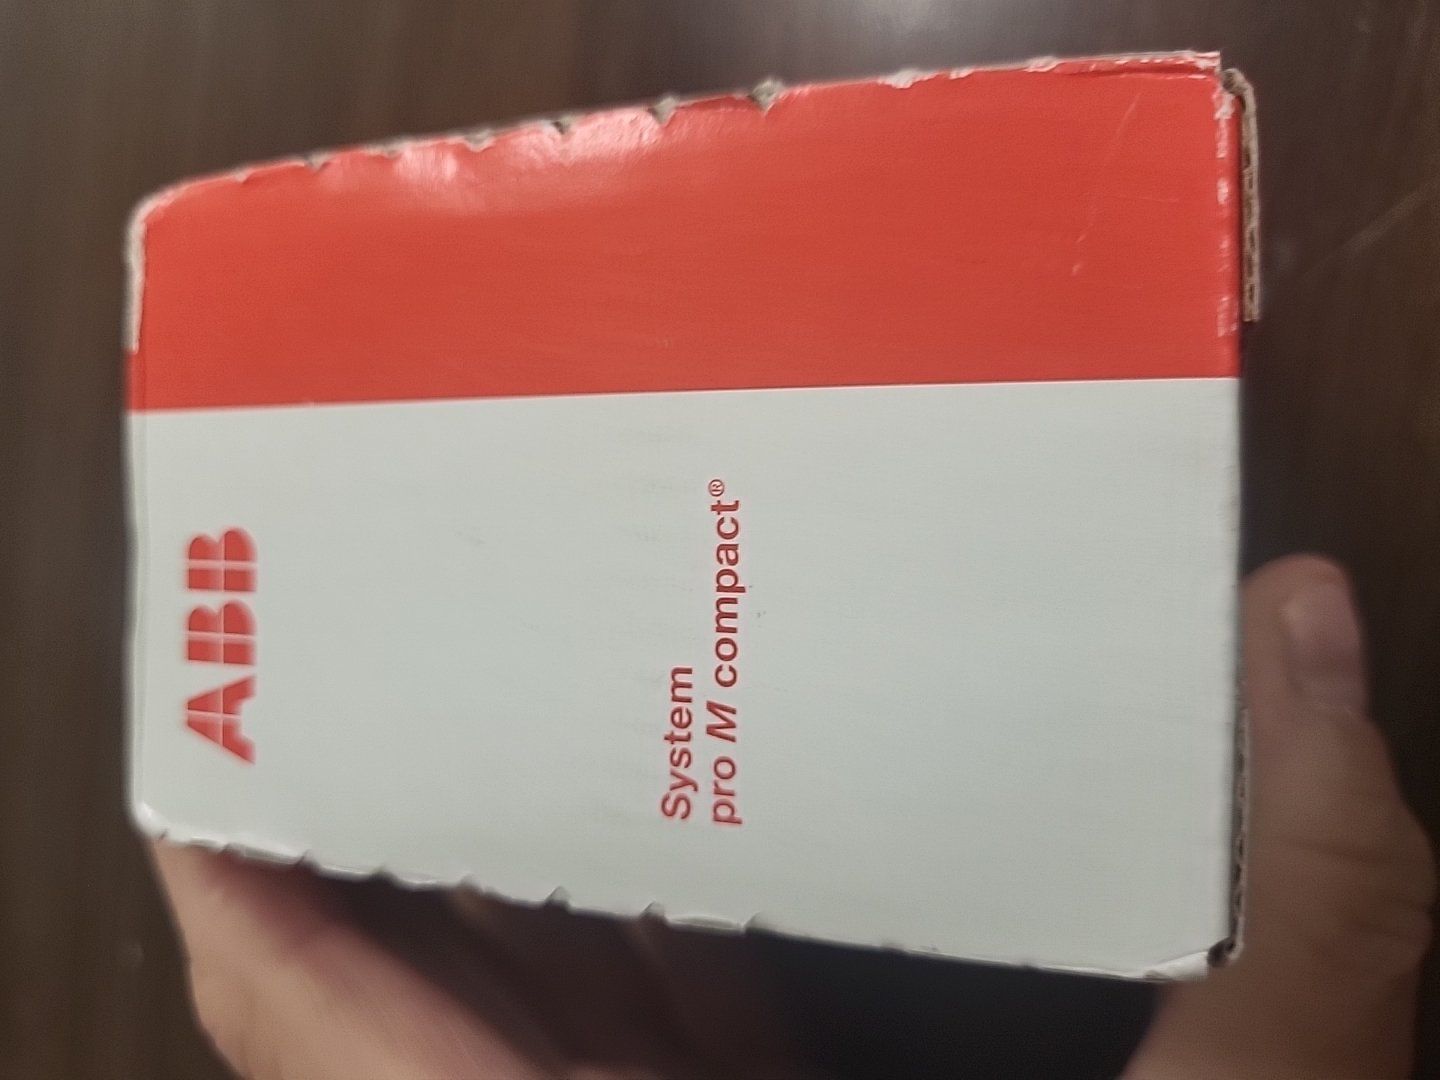 ABB
System
pro M compact®